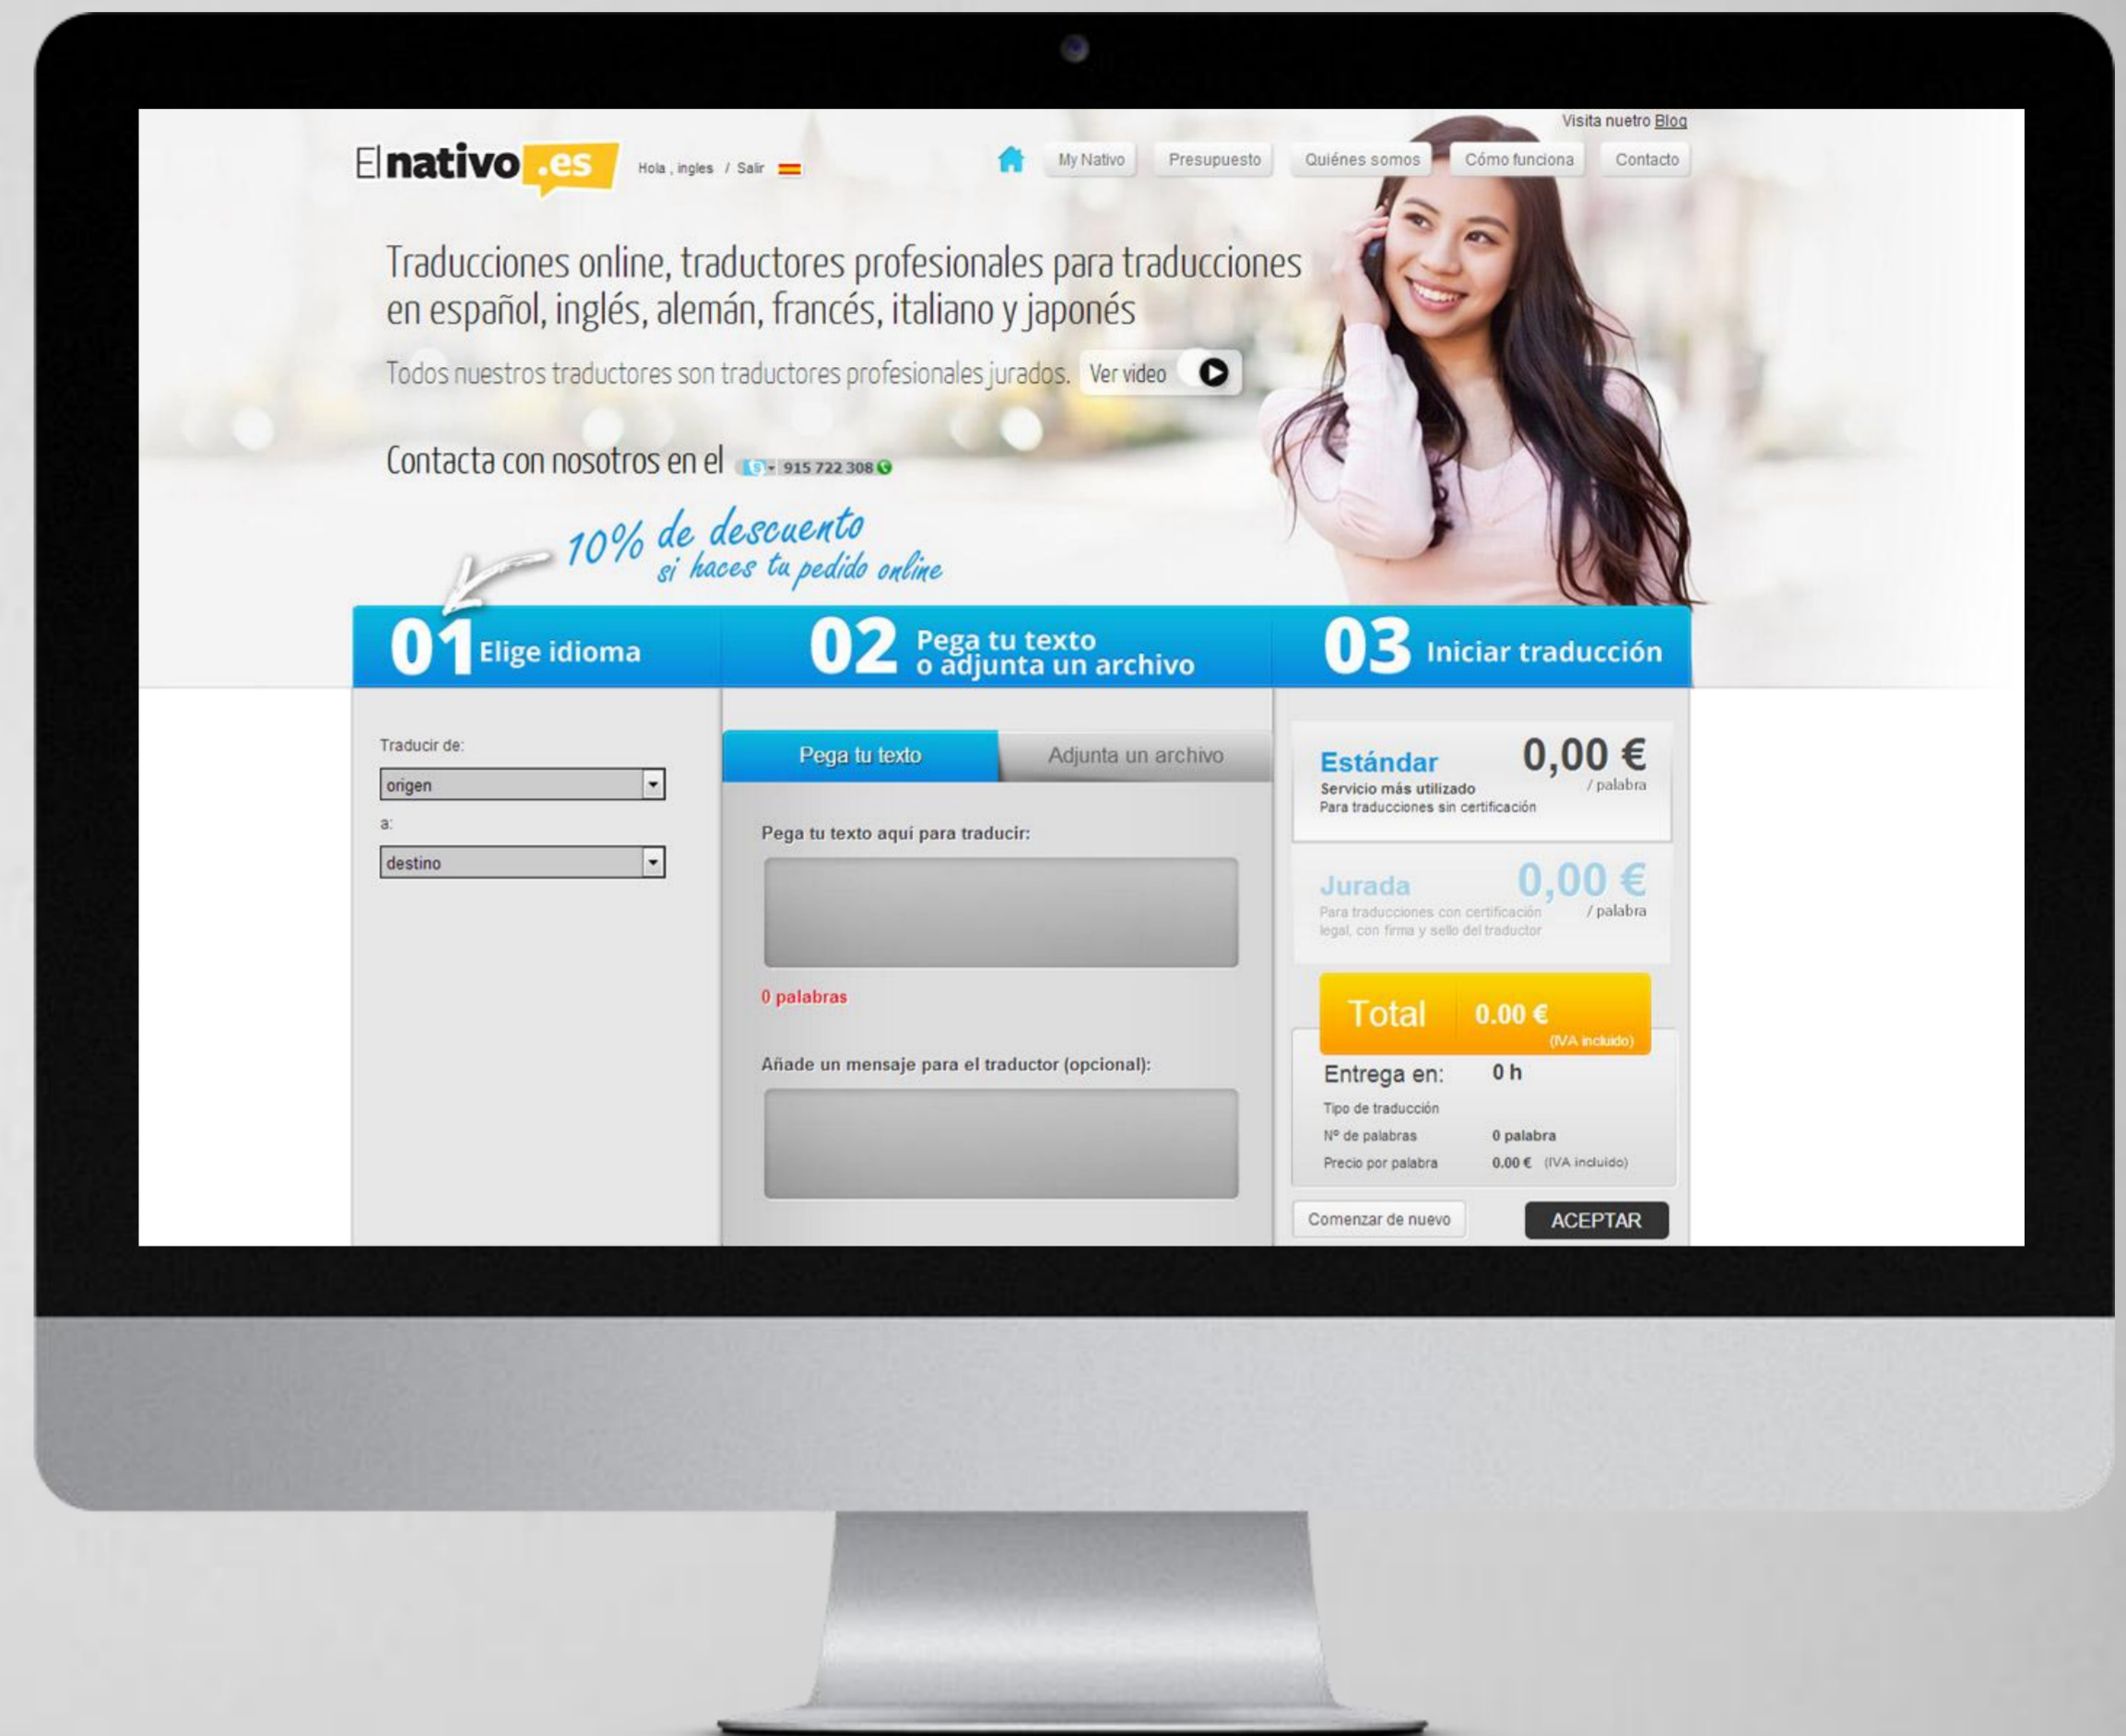 Visita nuetro Blog
Elnativo.es
Hola , ingles / Salir
My Nativo
Presupuesto
Quiénes somos
Cómo funciona
Contacto
Traducciones online, traductores profesionales para traducciones
en español, inglés, alemán, francés, italiano y japonés
Todos nuestros traductores son traductores profesionales jurados.
Ver video
Contacta con nosotros en el
915 722 308
10% de descuento
si haces tu pedido online
01 Elige idioma
02 Pega tu texto
o adjunta un archivo
03 Iniciar traducción
Traducir de:
origen
a:
destino
Pega tu texto
Adjunta un archivo
Pega tu texto aquí para traducir:
0 palabras
Añade un mensaje para el traductor (opcional):
Estándar 0,00 €
Servicio más utilizado / palabra
Para traducciones sin certificación
Jurada 0,00 €
Para traducciones con certificación / palabra
legal, con firma y sello del traductor
Total 0.00 €
(IVA incluido)
Entrega en: 0 h
Tipo de traducción
Nº de palabras 0 palabra
Precio por palabra 0.00 € (IVA incluido)
Comenzar de nuevo
ACEPTAR